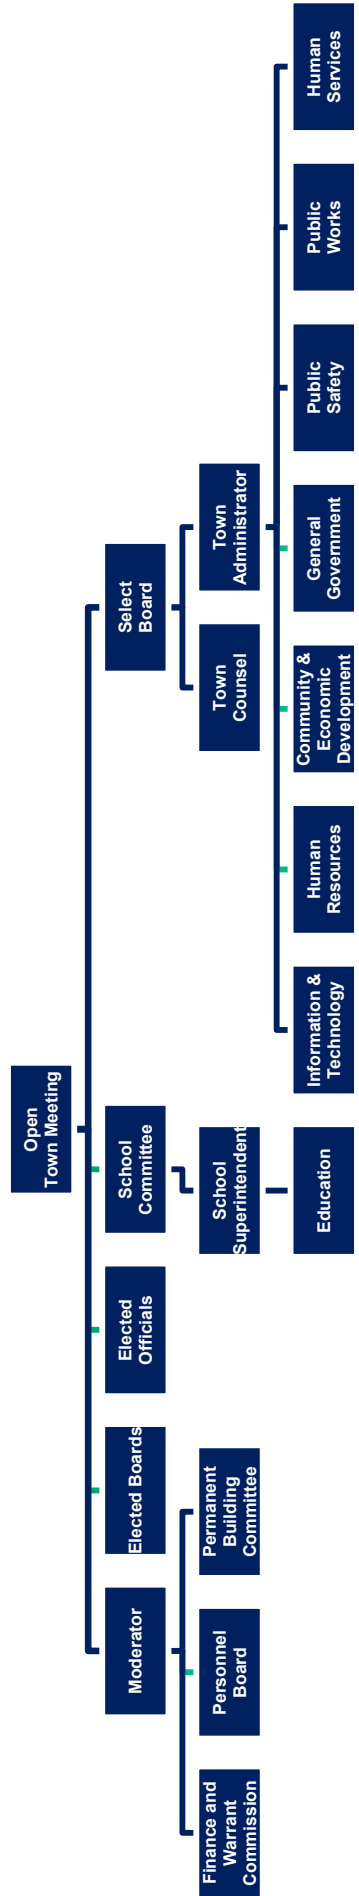 Open
Town Meeting
Moderator
Elected Boards
Elected
Officials
School
Committee
Select
Board
Finance and
Warrant
Commission
Personnel
Board
Permanent
Building
Committee
School
Superintendent
Town
Counsel
Town
Administrator
Education
Information &
Technology
Human
Resources
Community &
Economic
Development
General
Government
Public
Safety
Public
Works
Human
Services